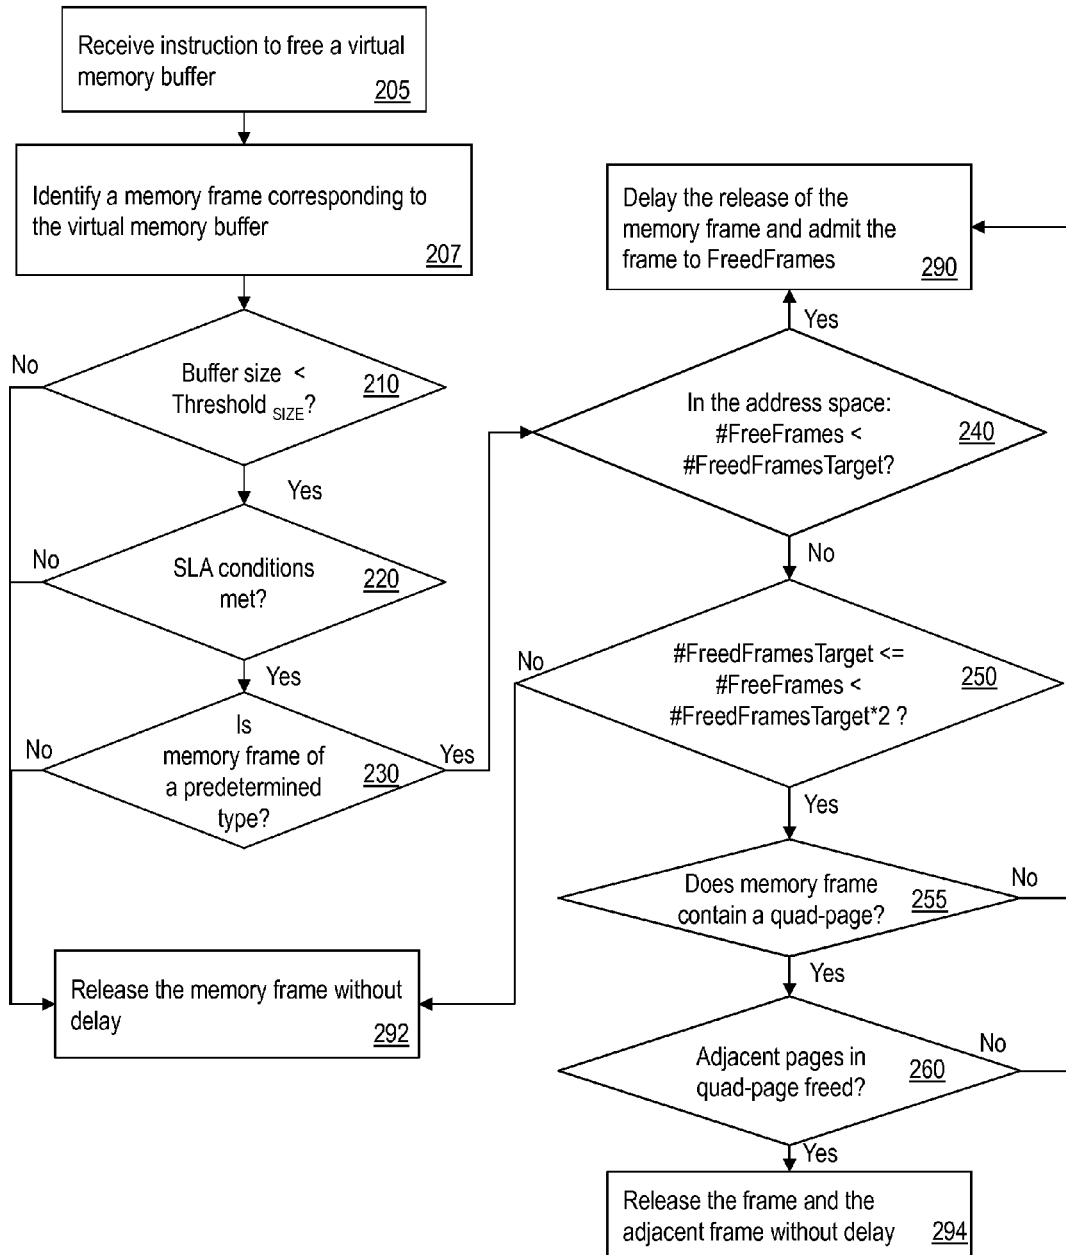 Receive instruction to free a virtual
memory buffer
205
Identify a memory frame corresponding to
the virtual memory buffer
207
No
Buffer size <
Threshold SIZE?
210
Yes
No
SLA conditions
met?
220
Yes
No
Is
memory frame of
a predetermined
type?
230
Yes
Release the memory frame without
delay
292
Delay the release of the
memory frame and admit the
frame to FreedFrames
290
Yes
In the address space:
#FreeFrames <
#FreedFramesTarget?
240
No
No
#FreedFramesTarget <=
#FreeFrames <
#FreedFramesTarget*2 ?
250
Yes
Does memory frame
contain a quad-page?
255
No
Yes
Adjacent pages in
quad-page freed?
260
No
Yes
Release the frame and the
adjacent frame without delay
294